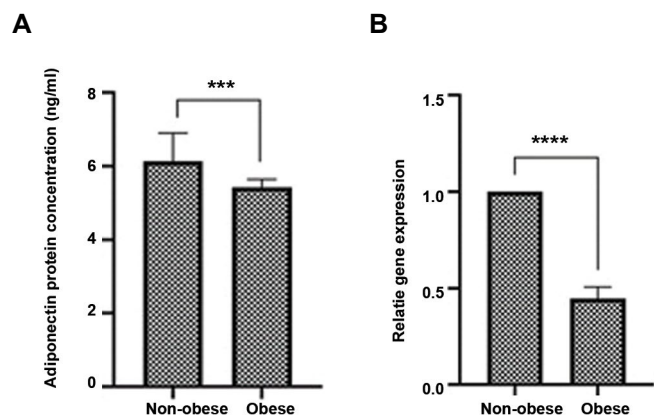 A
Adiponectin protein concentration (ng/ml)
8
6
4
2
0
***
Non-obese
Obese
B
Relatie gene expression
1.5
1.0
0.5
0.0
****
Non-obese
Obese